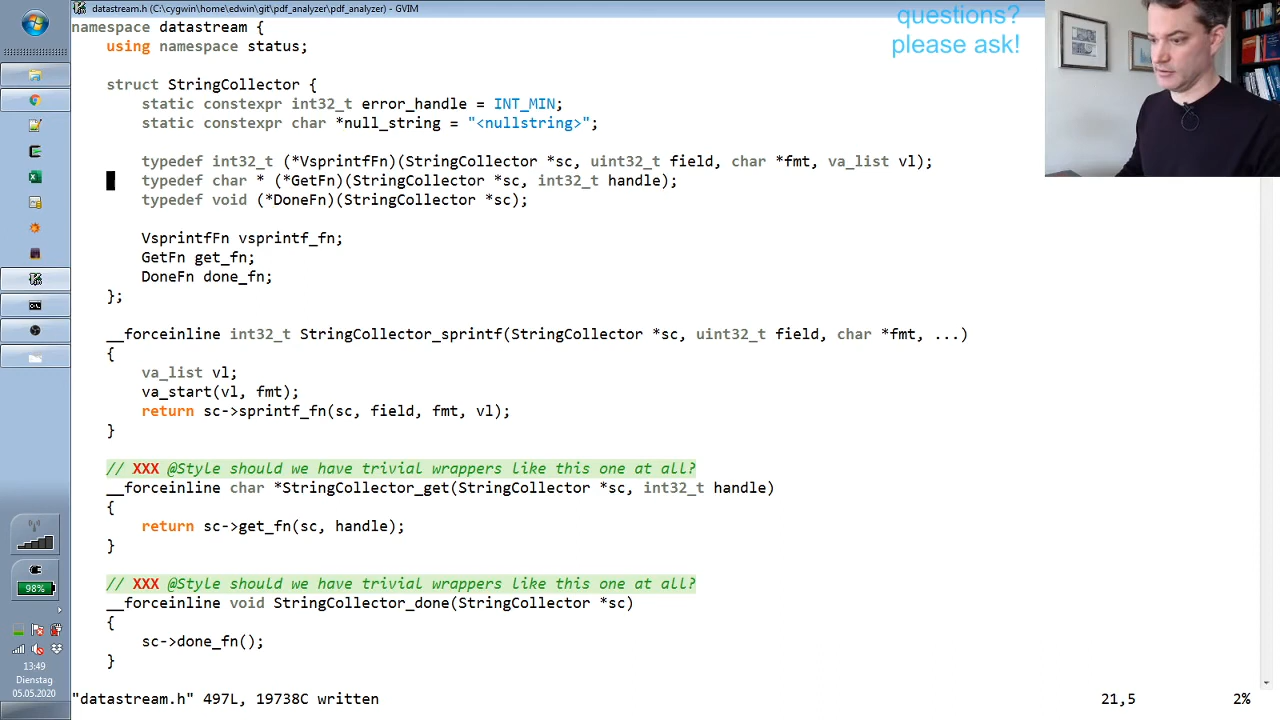 datastream.h (C:\cygwin\home\edwin\git\pdf_analyzer\pdf_analyzer) - GVIM
questions?
please ask!
namespace datastream {
    using namespace status;
    struct StringCollector {
        static constexpr int32_t error_handle = INT_MIN;
        static constexpr char *null_string = "<nullstring>";
        typedef int32_t (*VsprintfFn)(StringCollector *sc, uint32_t field, char *fmt, va_list vl);
        typedef char * (*GetFn)(StringCollector *sc, int32_t handle);
        typedef void (*DoneFn)(StringCollector *sc);
        VsprintfFn vsprintf_fn;
        GetFn get_fn;
        DoneFn done_fn;
    };
    __forceinline int32_t StringCollector_sprintf(StringCollector *sc, uint32_t field, char *fmt, ...)
    {
        va_list vl;
        va_start(vl, fmt);
        return sc->sprintf_fn(sc, field, fmt, vl);
    }
    // XXX @Style should we have trivial wrappers like this one at all?
    __forceinline char *StringCollector_get(StringCollector *sc, int32_t handle)
    {
        return sc->get_fn(sc, handle);
    }
    // XXX @Style should we have trivial wrappers like this one at all?
    __forceinline void StringCollector_done(StringCollector *sc)
    {
        sc->done_fn();
    }
"datastream.h" 497L, 19738C written
21,5
2%
98%
13:49
Dienstag
05.05.2020